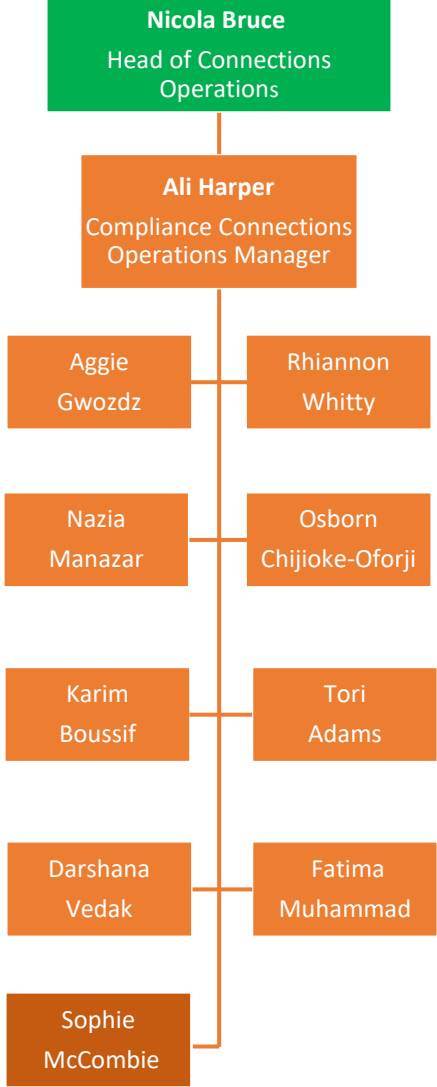 Nicola Bruce
Head of Connections
Operations
Ali Harper
Compliance Connections
Operations Manager
Aggie
Gwozdz
Rhiannon
Whitty
Nazia
Manazar
Osborn
Chijioke-Oforji
Karim
Boussif
Tori
Adams
Darshana
Vedak
Fatima
Muhammad
Sophie
McCombie